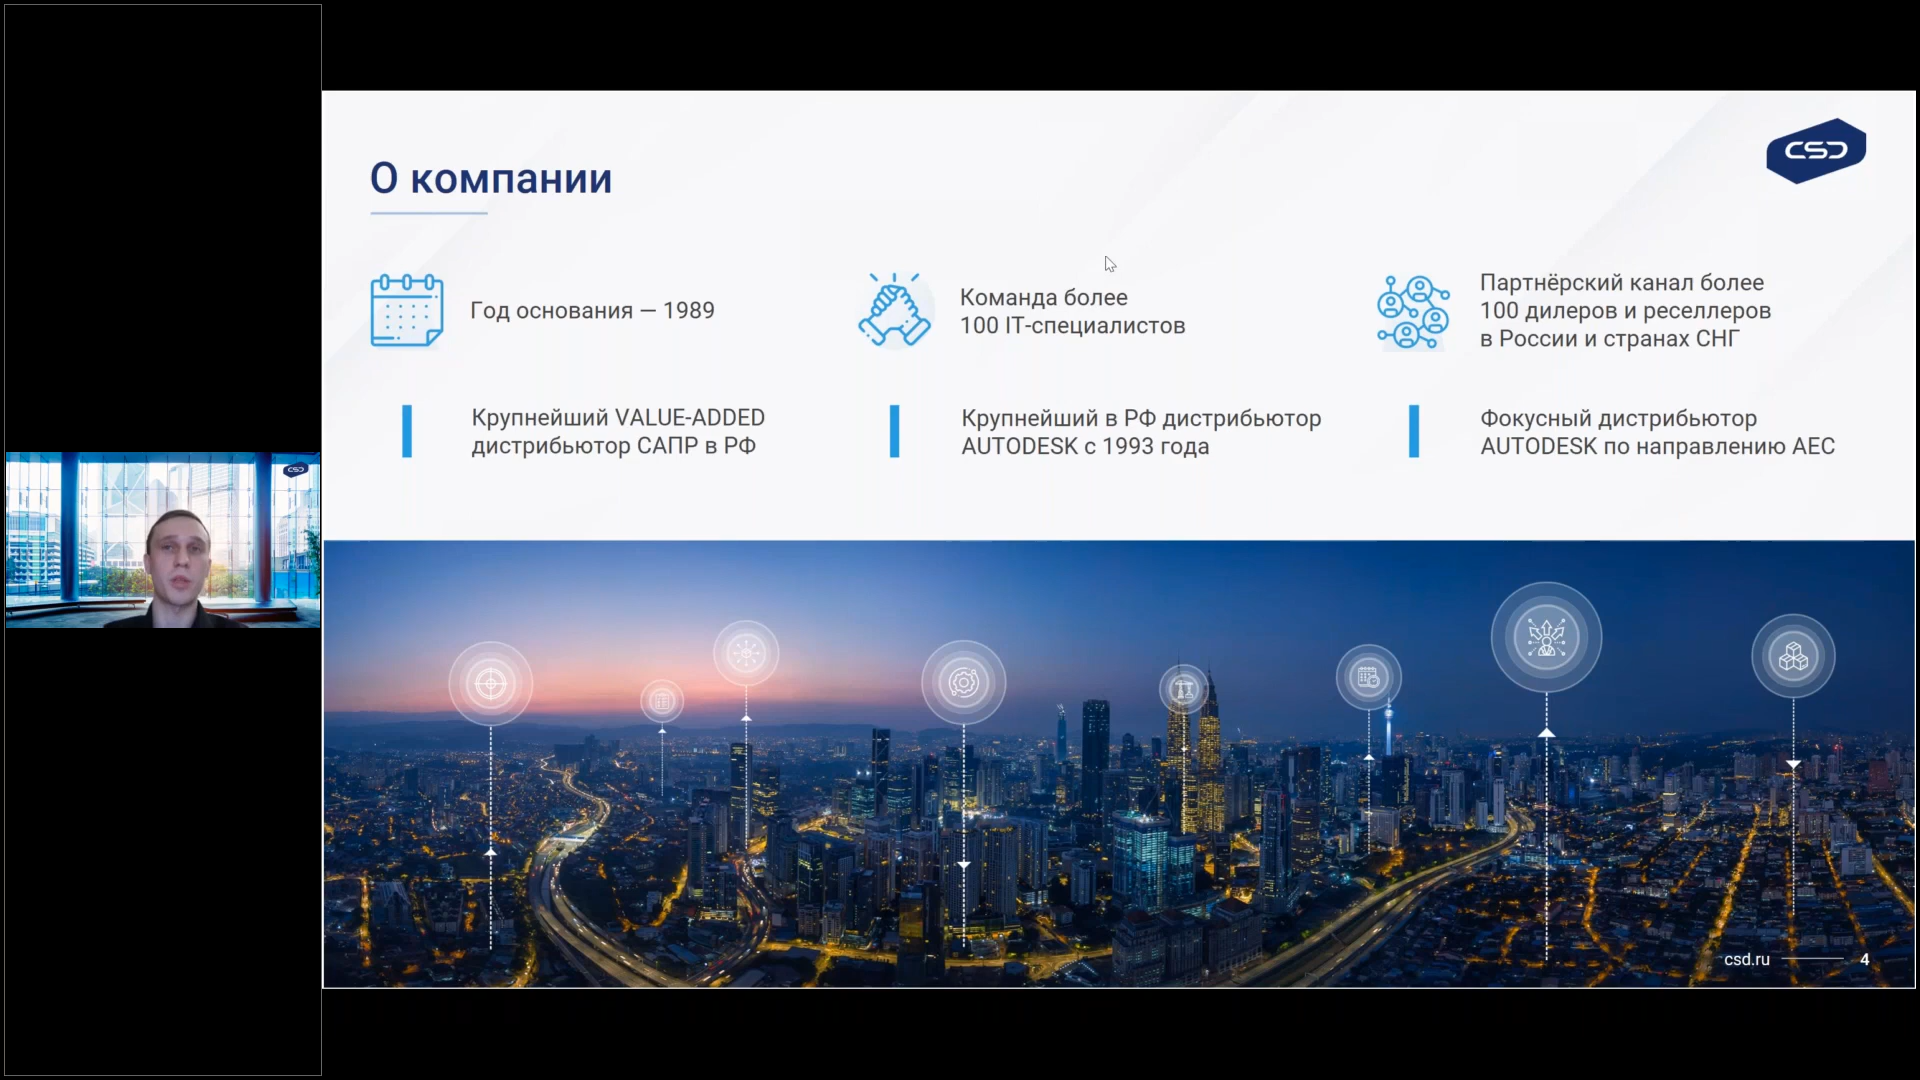 О компании
CSD
Год основания — 1989
Команда более
100 IT-специалистов
Партнёрский канал более
100 дилеров и реселлеров
в России и странах СНГ
Крупнейший VALUE-ADDED
дистрибьютор САПР в РФ
Крупнейший в РФ дистрибьютор
AUTODESK с 1993 года
Фокусный дистрибьютор
AUTODESK по направлению AEC
CSD
csd.ru
4